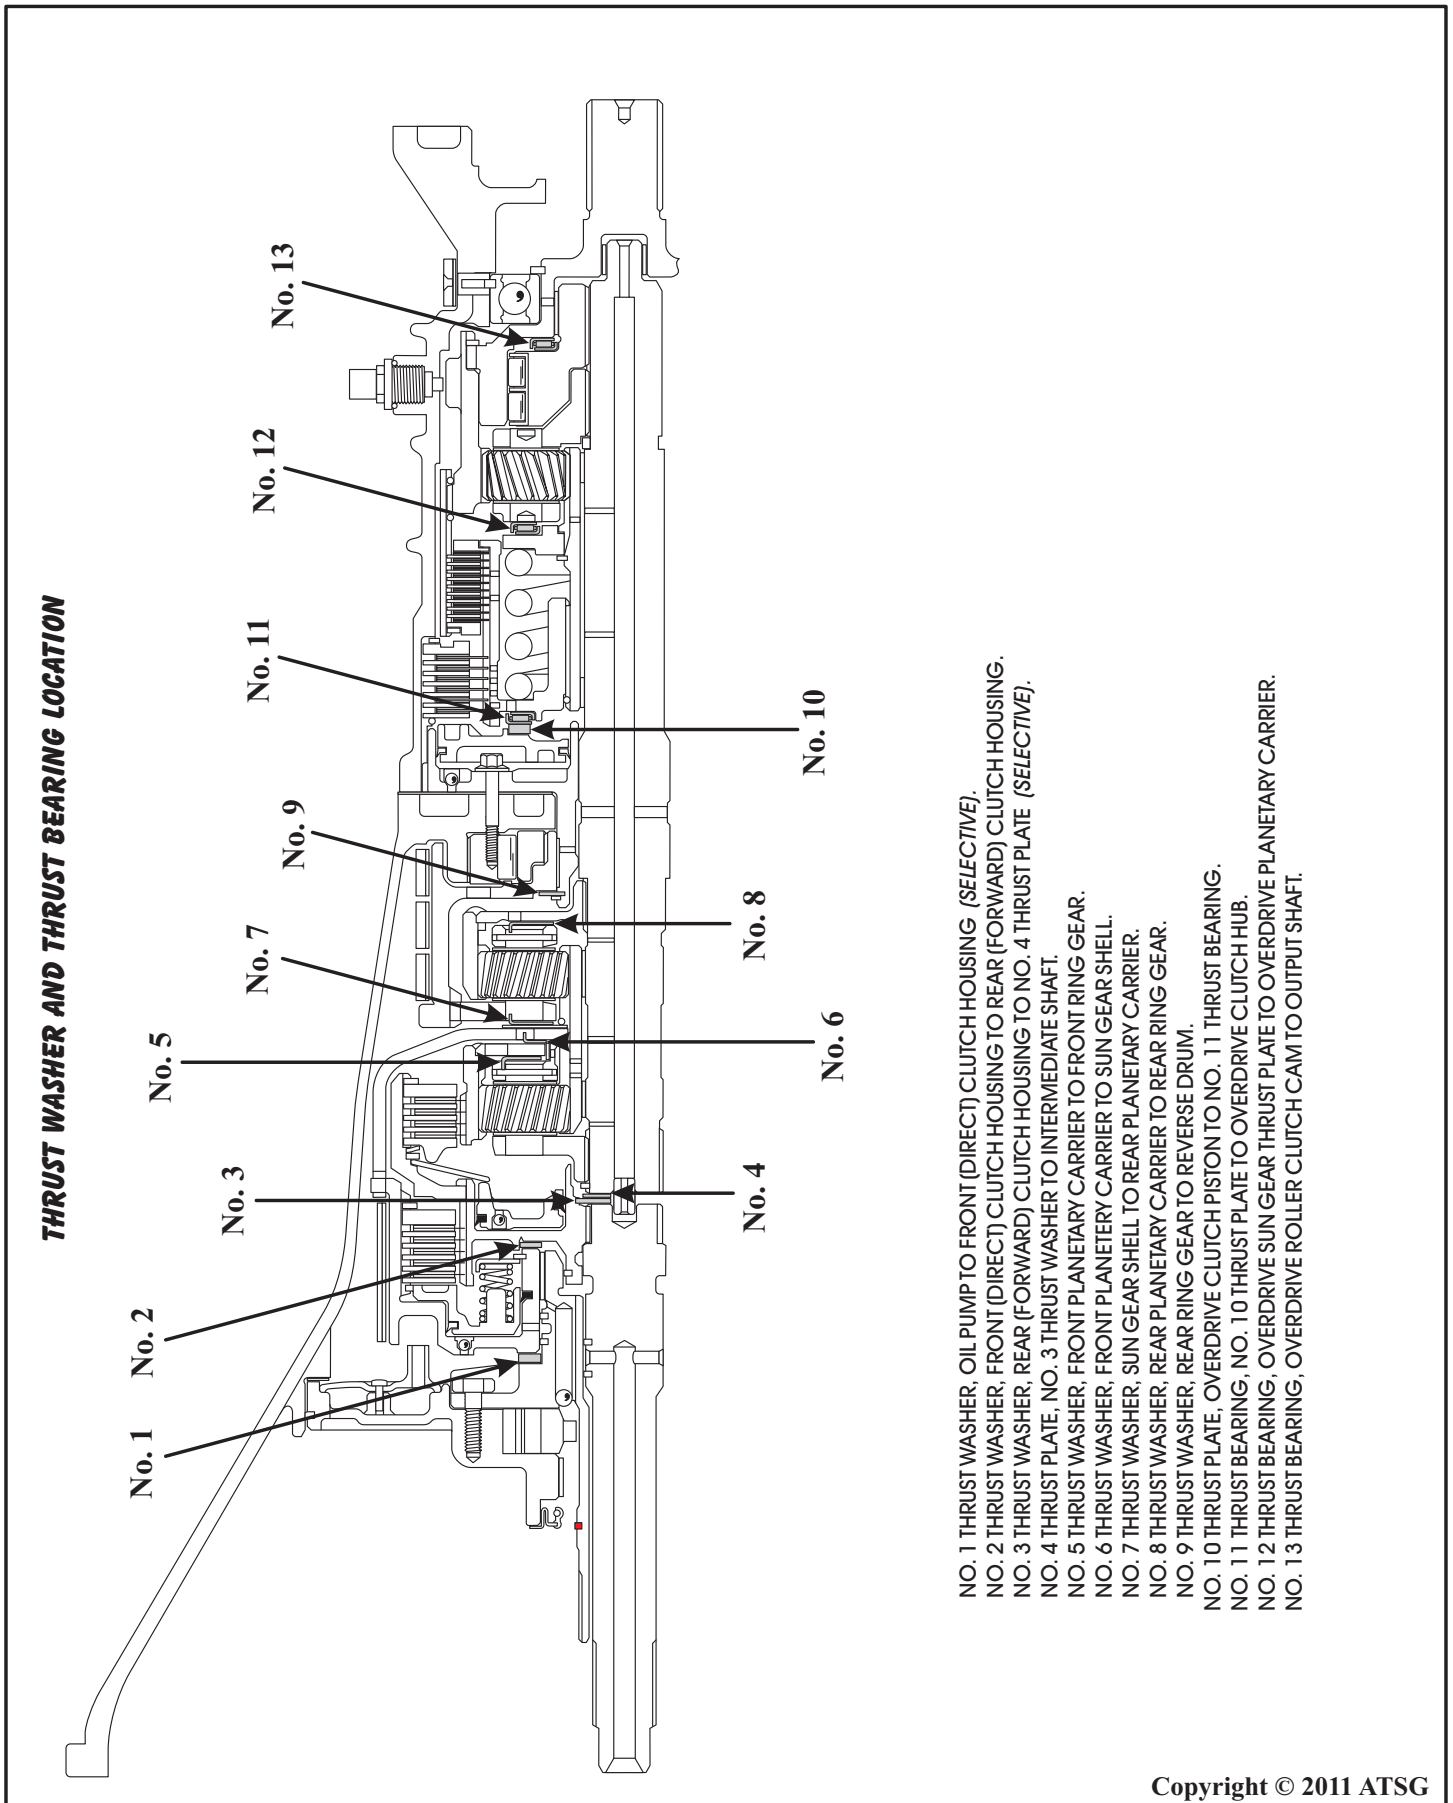 THRUST WASHER AND THRUST BEARING LOCATION
No. 1
No. 2
No. 3
No. 4
No. 5
No. 6
No. 7
No. 8
No. 9
No. 10
No. 11
No. 12
No. 13
NO. 1 THRUST WASHER, OIL PUMP TO FRONT (DIRECT) CLUTCH HOUSING (SELECTIVE).
NO. 2 THRUST WASHER, FRONT (DIRECT) CLUTCH HOUSING TO REAR (FORWARD) CLUTCH HOUSING.
NO. 3 THRUST WASHER, REAR (FORWARD) CLUTCH HOUSING TO NO. 4 THRUST PLATE (SELECTIVE).
NO. 4 THRUST PLATE, NO. 3 THRUST WASHER TO INTERMEDIATE SHAFT.
NO. 5 THRUST WASHER, FRONT PLANETARY CARRIER TO FRONT RING GEAR.
NO. 6 THRUST WASHER, FRONT PLANETERY CARRIER TO SUN GEAR SHELL.
NO. 7 THRUST WASHER, SUN GEAR SHELL TO REAR PLANETARY CARRIER.
NO. 8 THRUST WASHER, REAR PLANETARY CARRIER TO REAR RING GEAR.
NO. 9 THRUST WASHER, REAR RING GEAR TO REVERSE DRUM.
NO. 10 THRUST PLATE, OVERDRIVE CLUTCH PISTON TO NO. 11 THRUST BEARING.
NO. 11 THRUST BEARING, NO. 10 THRUST PLATE TO OVERDRIVE CLUTCH HUB.
NO. 12 THRUST BEARING, OVERDRIVE SUN GEAR THRUST PLATE TO OVERDRIVE PLANETARY CARRIER.
NO. 13 THRUST BEARING, OVERDRIVE ROLLER CLUTCH CAM TO OUTPUT SHAFT.
Copyright © 2011 ATSG